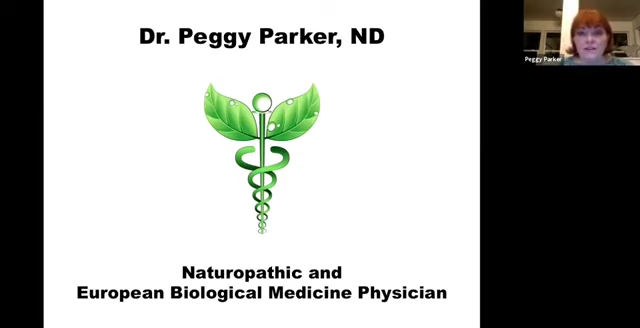 Dr. Peggy Parker, ND
Peggy Parker
Naturopathic and
European Biological Medicine Physician